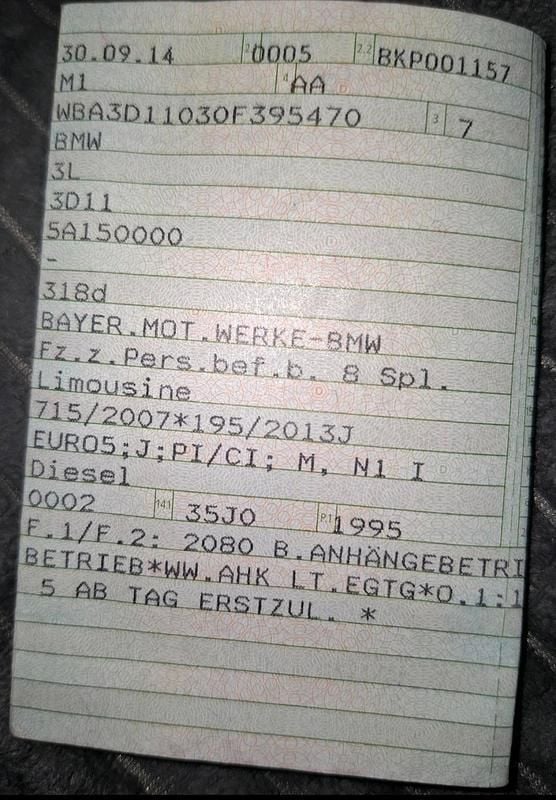 30.09.14 2 0005 2.2 BKP001157
M1 4 AA
WBA3D11030F395470 3 7
BMW
3L
3D11
5A150000
-
318d
BAYER.MOT.WERKE-BMW
Fz.z.Pers.bef.b. 8 Spl.
Limousine
715/2007*195/2013J
EURO5;J;PI/CI; M, N1 I
Diesel
0002 14.1 35J0 P.1 1995
F.1/F.2: 2080 B.ANHÄNGEBETRI
BETRIEB*WW.AHK LT.EGTG*0.1:1
5 AB TAG ERSTZUL. *